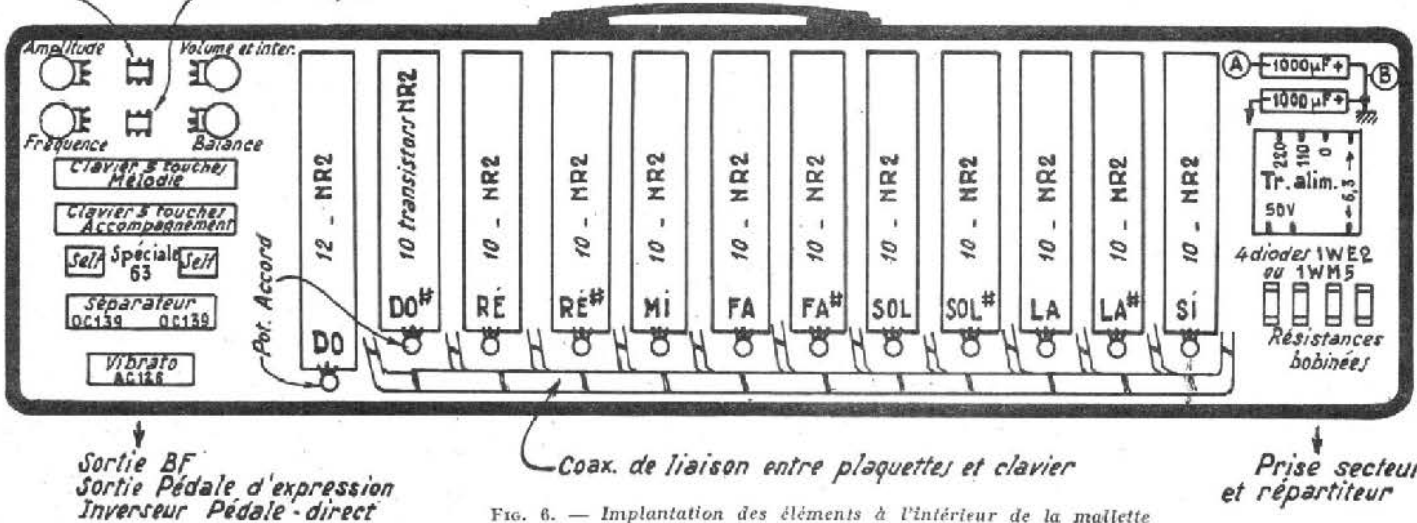 Amplitude
Volume et inter.
Fréquence
Balance
Clavier 5 touches
Mélodie
Clavier 5 touches
Accompagnement
Self
Spéciale
63
Self
Séparateur
OC139 OC139
Vibrato
AC126
Pot. Accord
12 - NR2
DO
10 transistors NR2
DO#
10 - NR2
RÉ
10 - NR2
RÉ#
10 - NR2
MI
10 - NR2
FA
10 - NR2
FA#
10 - NR2
SOL
10 - NR2
SOL#
10 - NR2
LA
10 - NR2
LA#
10 - NR2
SI
A
-1000µF+
B
-1000µF+
220
110
0
6,3
Tr. alim.
50V
4 diodes 1WE2
ou 1WM5
Résistances
bobinées
Sortie BF
Sortie Pédale d'expression
Inverseur Pédale-direct
Coax. de liaison entre plaquettes et clavier
Prise secteur
et répartiteur
FIG. 6. — Implantation des éléments à l'intérieur de la mallette